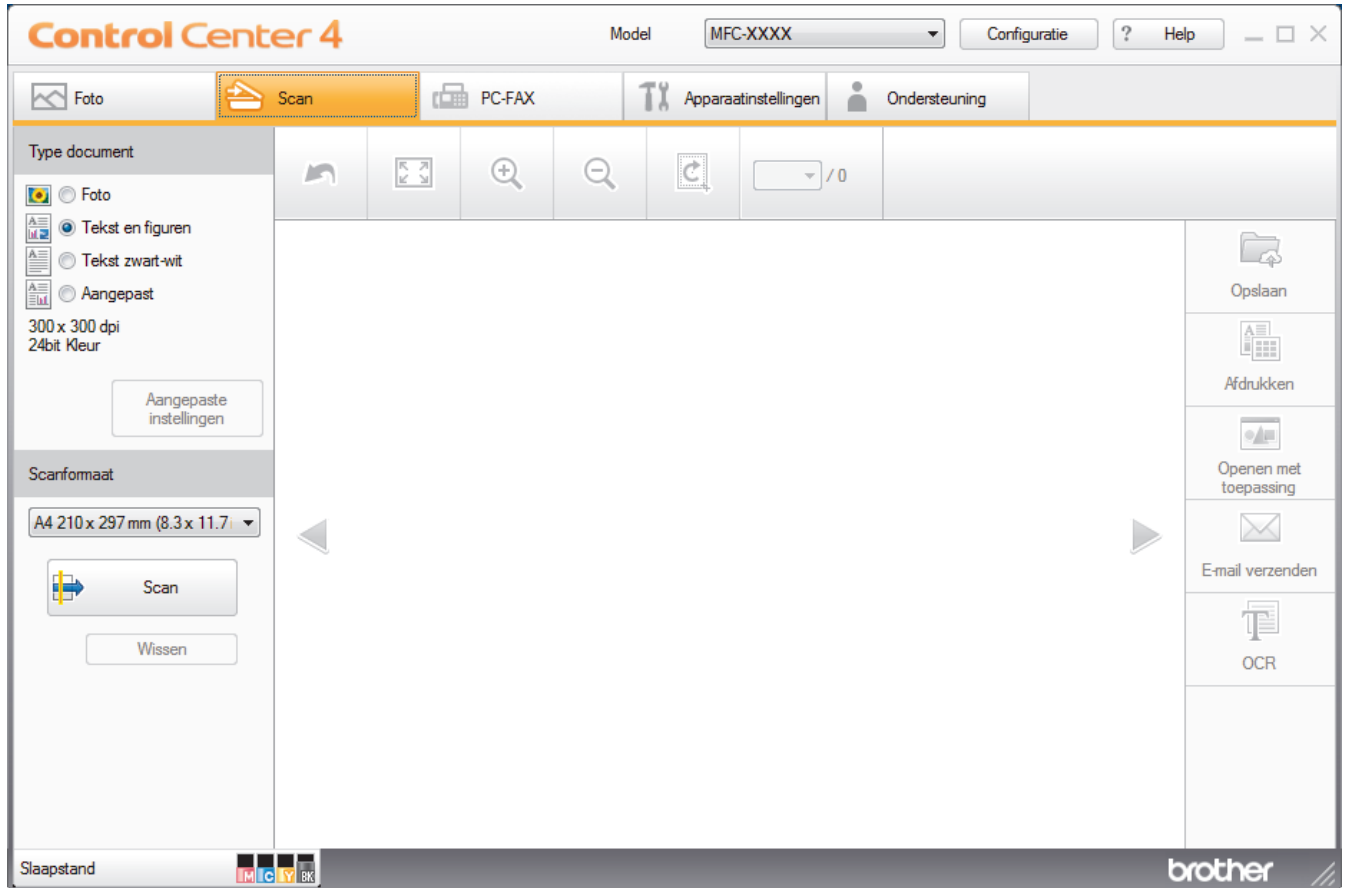 Control Center 4
Model
MFC-XXXX
Configuratie
? Help
Foto
Scan
PC-FAX
Apparaatinstellingen
Ondersteuning
Type document
Foto
Tekst en figuren
Tekst zwart-wit
Aangepast
300 x 300 dpi
24bit Kleur
Aangepaste
instellingen
Scanformaat
A4 210 x 297 mm (8.3 x 11.7
Scan
Wissen
/ 0
Opslaan
Afdrukken
Openen met
toepassing
E-mail verzenden
OCR
Slaapstand
M C Y BK
brother